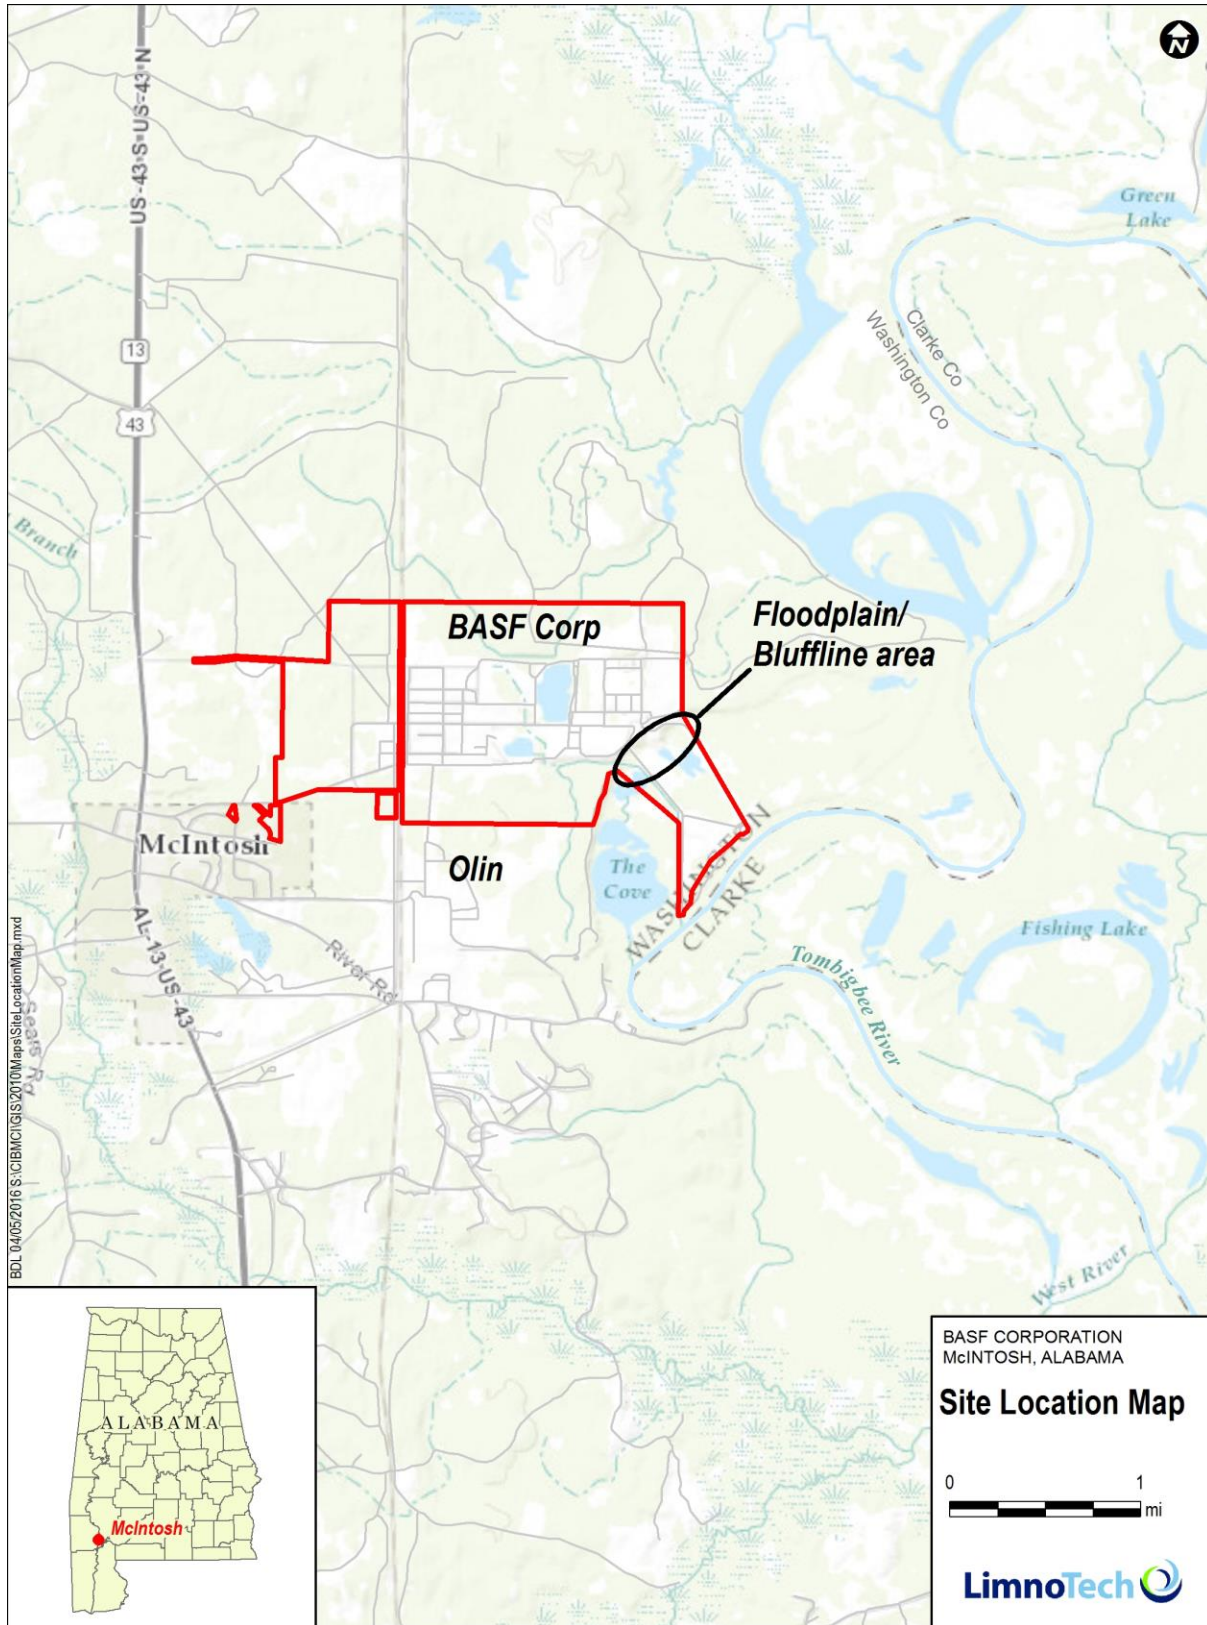 N
US-43-S-US-43-N
Green
Lake
Clarke Co
Washington Co
13
43
Branch
BASF Corp
Floodplain/
Bluffline area
McIntosh
Olin
The
Cove
WASHINGTON
CLARKE
Fishing Lake
Tombigbee River
River Rd
AL-13-US-43
Sears Rd
West River
BDL 04/05/2016 S:\CIBMCI\GIS\2010\Maps\SiteLocationMap.mxd
ALABAMA
McIntosh
BASF CORPORATION
McINTOSH, ALABAMA
Site Location Map
0 1
mi
LimnoTech